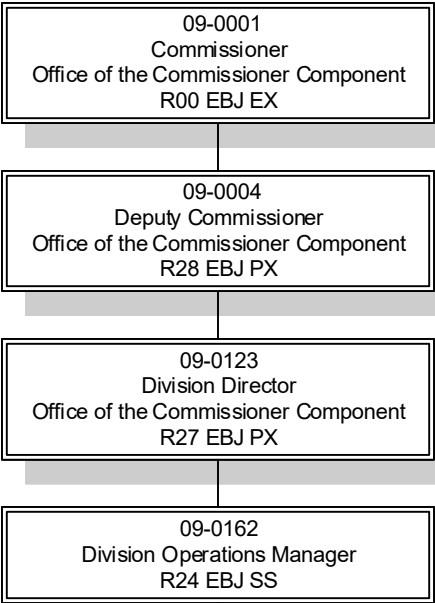 09-0001
Commissioner
Office of the Commissioner Component
R00 EBJ EX
09-0004
Deputy Commissioner
Office of the Commissioner Component
R28 EBJ PX
09-0123
Division Director
Office of the Commissioner Component
R27 EBJ PX
09-0162
Division Operations Manager
R24 EBJ SS